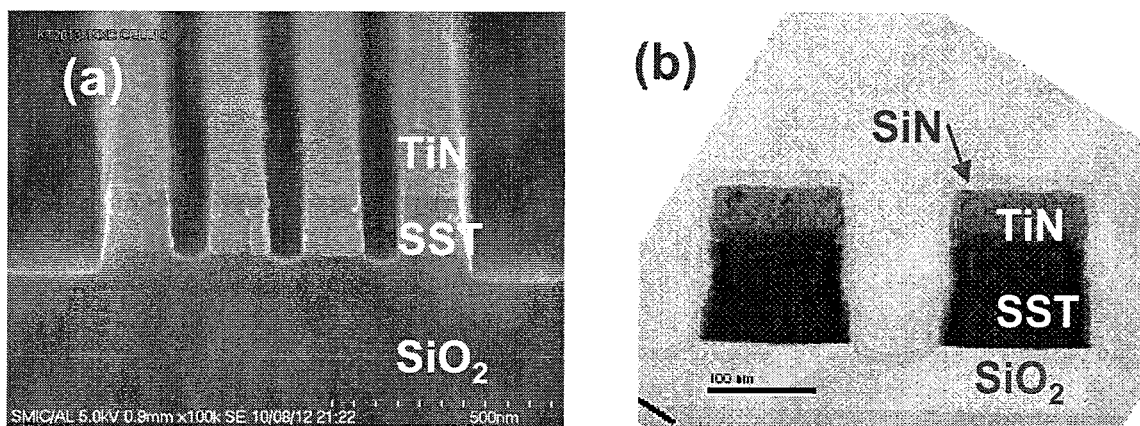 (a)
TiN
SST
SiO2
SMIC/AL 5.0kV 0.9mm x100k SE 10/08/12 21:22 500nm
(b)
SiN
TiN
SST
SiO2
100 nm